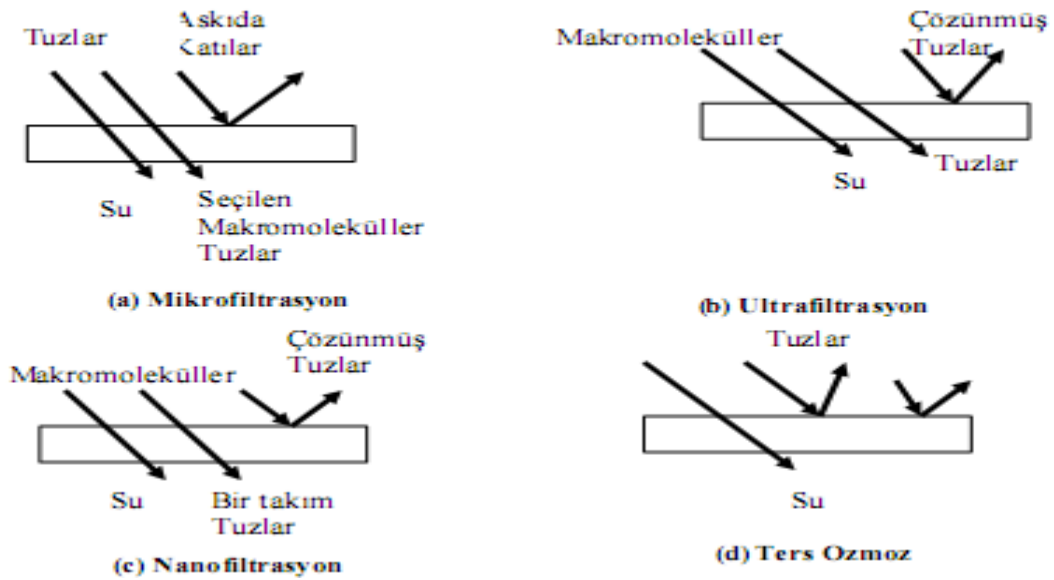 Tuzlar
Askıda
Katılar
Su
Seçilen
Makromoleküller
Tuzlar
(a) Mikrofiltrasyon
Makromoleküller
Çözünmüş
Tuzlar
Su
Tuzlar
(b) Ultrafiltrasyon
Makromoleküller
Çözünmüş
Tuzlar
Su
Bir takım
Tuzlar
(c) Nanofiltrasyon
Tuzlar
Su
(d) Ters Ozmoz